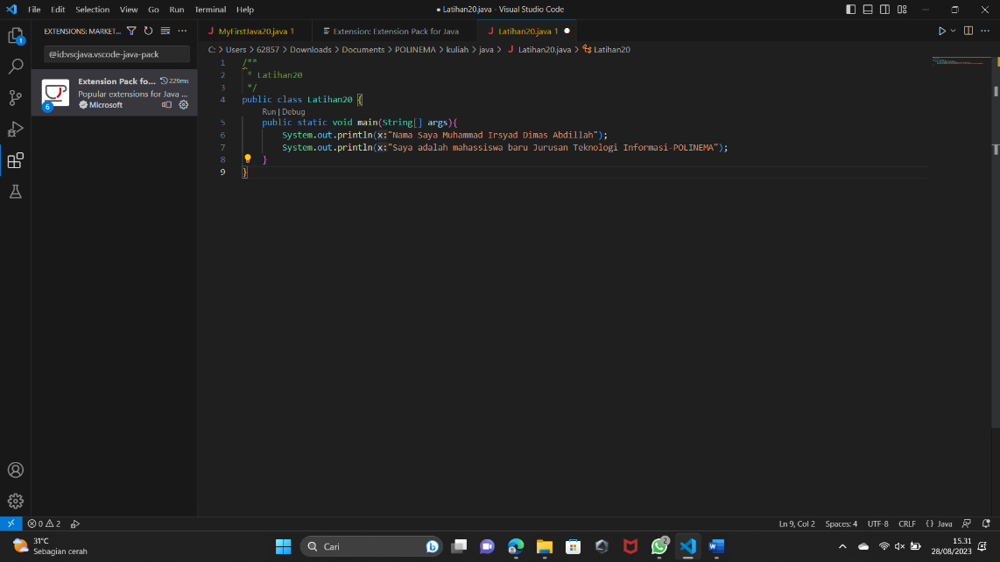 File Edit Selection View Go Run Terminal Help
● Latihan20.java - Visual Studio Code
EXTENSIONS: MARKET...
1
@id:vscjava.vscode-java-pack
Extension Pack fo... 229ms
Popular extensions for Java ...
Microsoft
6
MyFirstJava20.java 1
Extension: Extension Pack for Java
Latihan20.java 1 ●
C: > Users > 62857 > Downloads > Documents > POLINEMA > kuliah > java > Latihan20.java > Latihan20
1 /**
2 * Latihan20
3 */
4 public class Latihan20 {
Run | Debug
5 public static void main(String[] args){
6 System.out.println(x:"Nama Saya Muhammad Irsyad Dimas Abdillah");
7 System.out.println(x:"Saya adalah mahassiswa baru Jurusan Teknologi Informasi-POLINEMA");
8 }
9 }
0 2
Ln 9, Col 2 Spaces: 4 UTF-8 CRLF {} Java
31°C
Sebagian cerah
Cari
2
15.31
28/08/2023